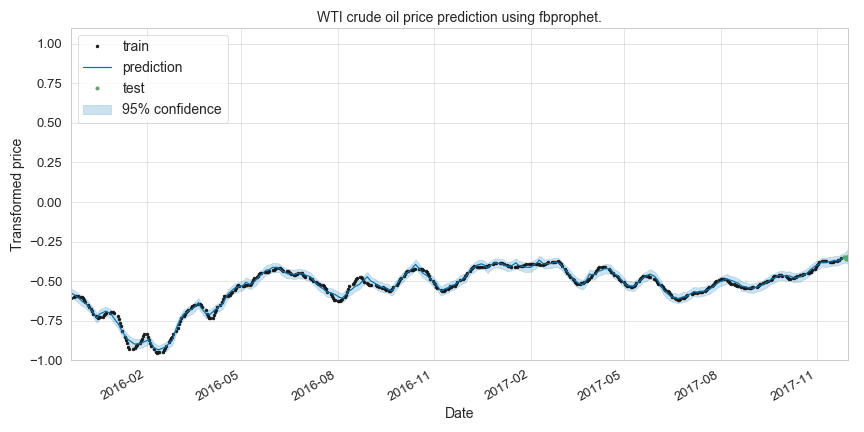 WTI crude oil price prediction using fbprophet.
train
prediction
test
95% confidence
Transformed price
1.00
0.75
0.50
0.25
0.00
−0.25
−0.50
−0.75
−1.00
2016-02
2016-05
2016-08
2016-11
2017-02
2017-05
2017-08
2017-11
Date